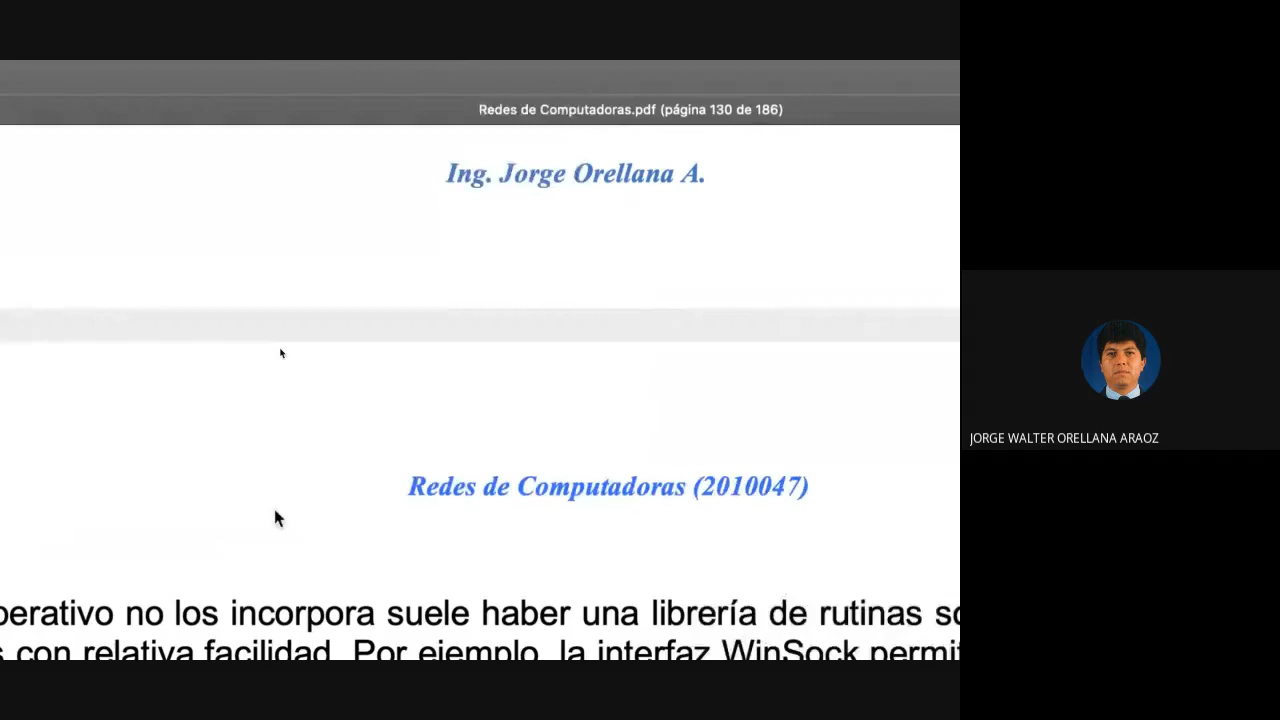 Redes de Computadoras.pdf (página 130 de 186)
Ing. Jorge Orellana A.
JORGE WALTER ORELLANA ARAOZ
Redes de Computadoras (2010047)
perativo no los incorpora suele haber una librería de rutinas so
s con relativa facilidad. Por ejemplo, la interfaz WinSock permit